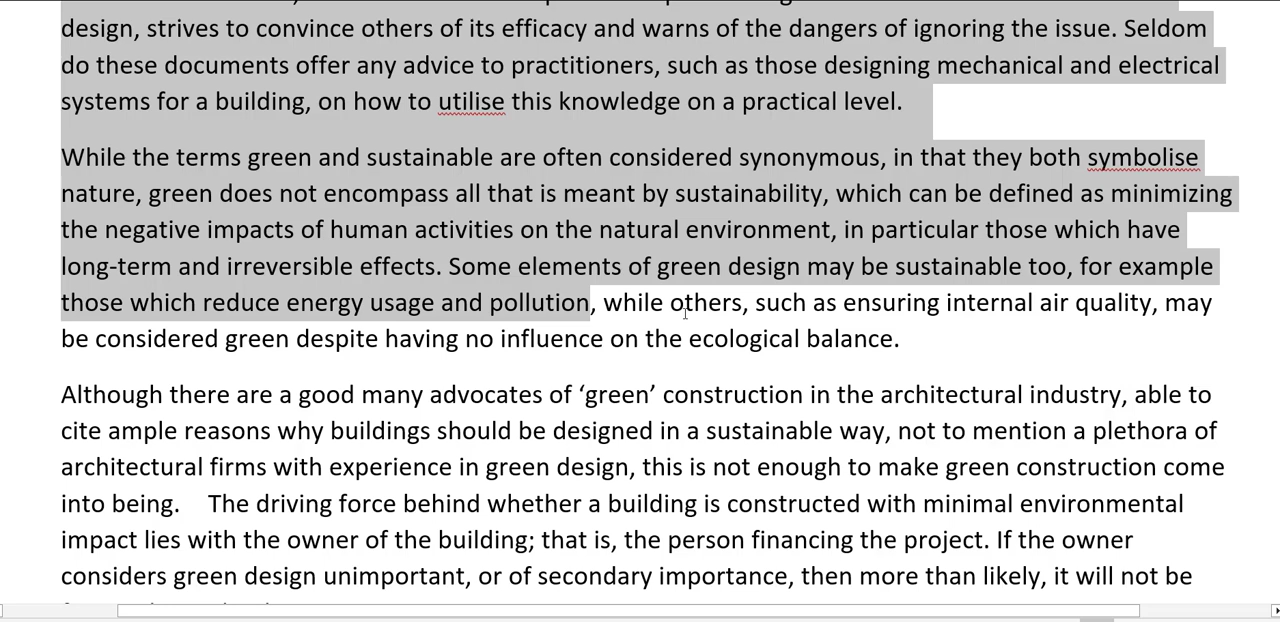 design, strives to convince others of its efficacy and warns of the dangers of ignoring the issue. Seldom
do these documents offer any advice to practitioners, such as those designing mechanical and electrical
systems for a building, on how to utilise this knowledge on a practical level.
While the terms green and sustainable are often considered synonymous, in that they both symbolise
nature, green does not encompass all that is meant by sustainability, which can be defined as minimizing
the negative impacts of human activities on the natural environment, in particular those which have
long-term and irreversible effects. Some elements of green design may be sustainable too, for example
those which reduce energy usage and pollution, while others, such as ensuring internal air quality, may
be considered green despite having no influence on the ecological balance.
Although there are a good many advocates of ‘green’ construction in the architectural industry, able to
cite ample reasons why buildings should be designed in a sustainable way, not to mention a plethora of
architectural firms with experience in green design, this is not enough to make green construction come
into being. The driving force behind whether a building is constructed with minimal environmental
impact lies with the owner of the building; that is, the person financing the project. If the owner
considers green design unimportant, or of secondary importance, then more than likely, it will not be